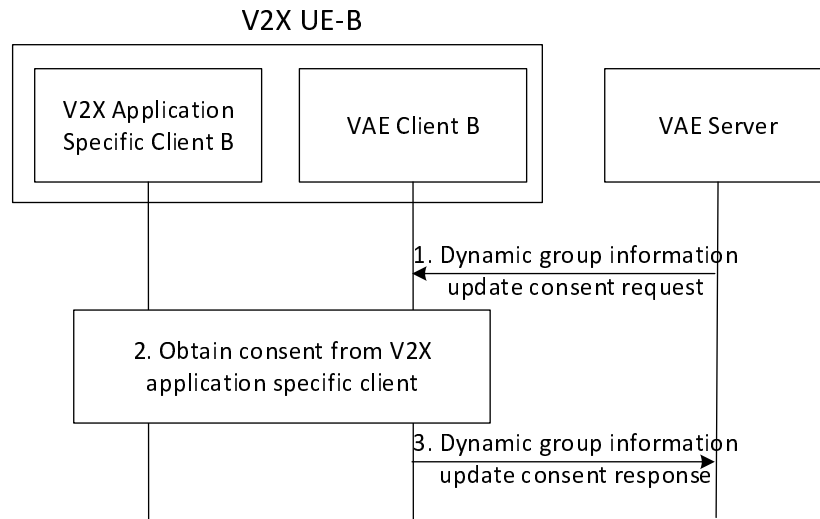 V2X UE-B
V2X Application
Specific Client B
VAE Client B
VAE Server
1. Dynamic group information
update consent request
2. Obtain consent from V2X
application specific client
3. Dynamic group information
update consent response